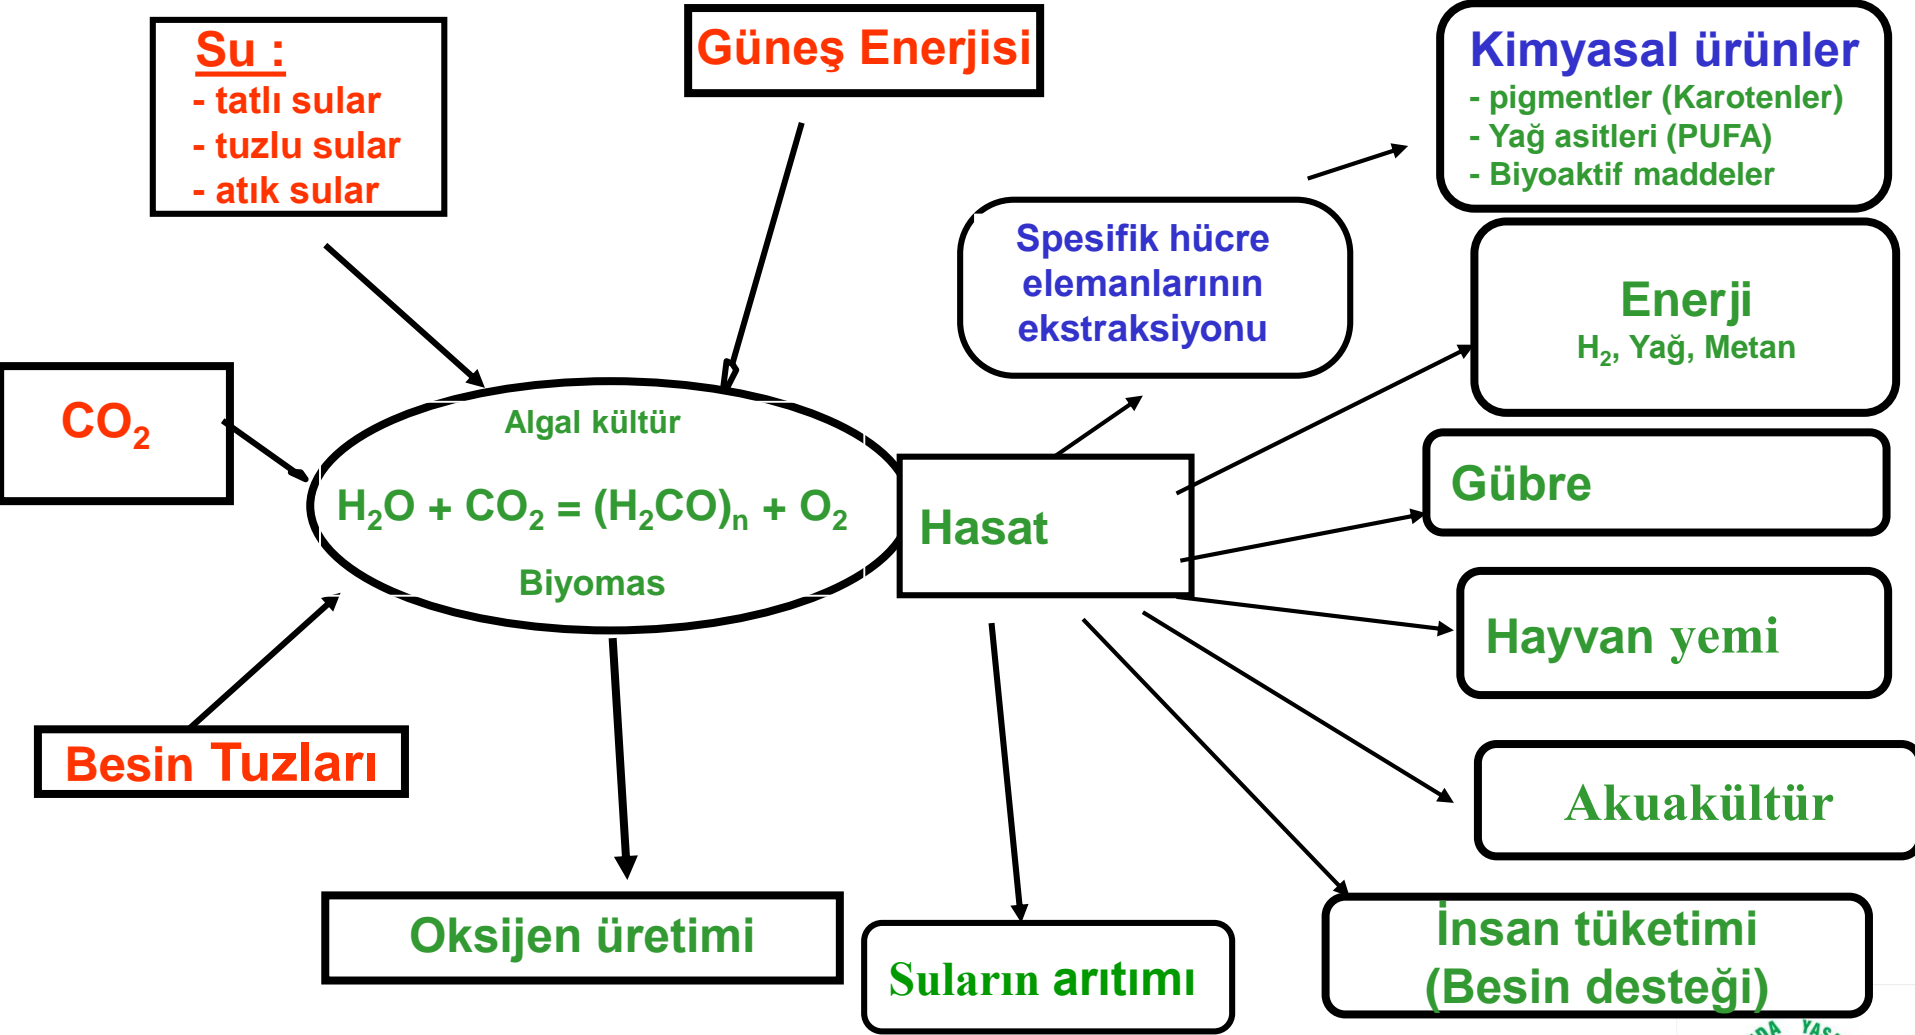 Su :
- tatlı sular
- tuzlu sular
- atık sular
Güneş Enerjisi
Kimyasal ürünler
- pigmentler (Karotenler)
- Yağ asitleri (PUFA)
- Biyoaktif maddeler
Spesifik hücre
elemanlarının
ekstraksiyonu
Enerji
H₂, Yağ, Metan
CO₂
Algal kültür
H₂O + CO₂ = (H₂CO)ₙ + O₂
Biyomas
Hasat
Gübre
Hayvan yemi
Besin Tuzları
Akuakültür
Oksijen üretimi
Suların arıtımı
İnsan tüketimi
(Besin desteği)